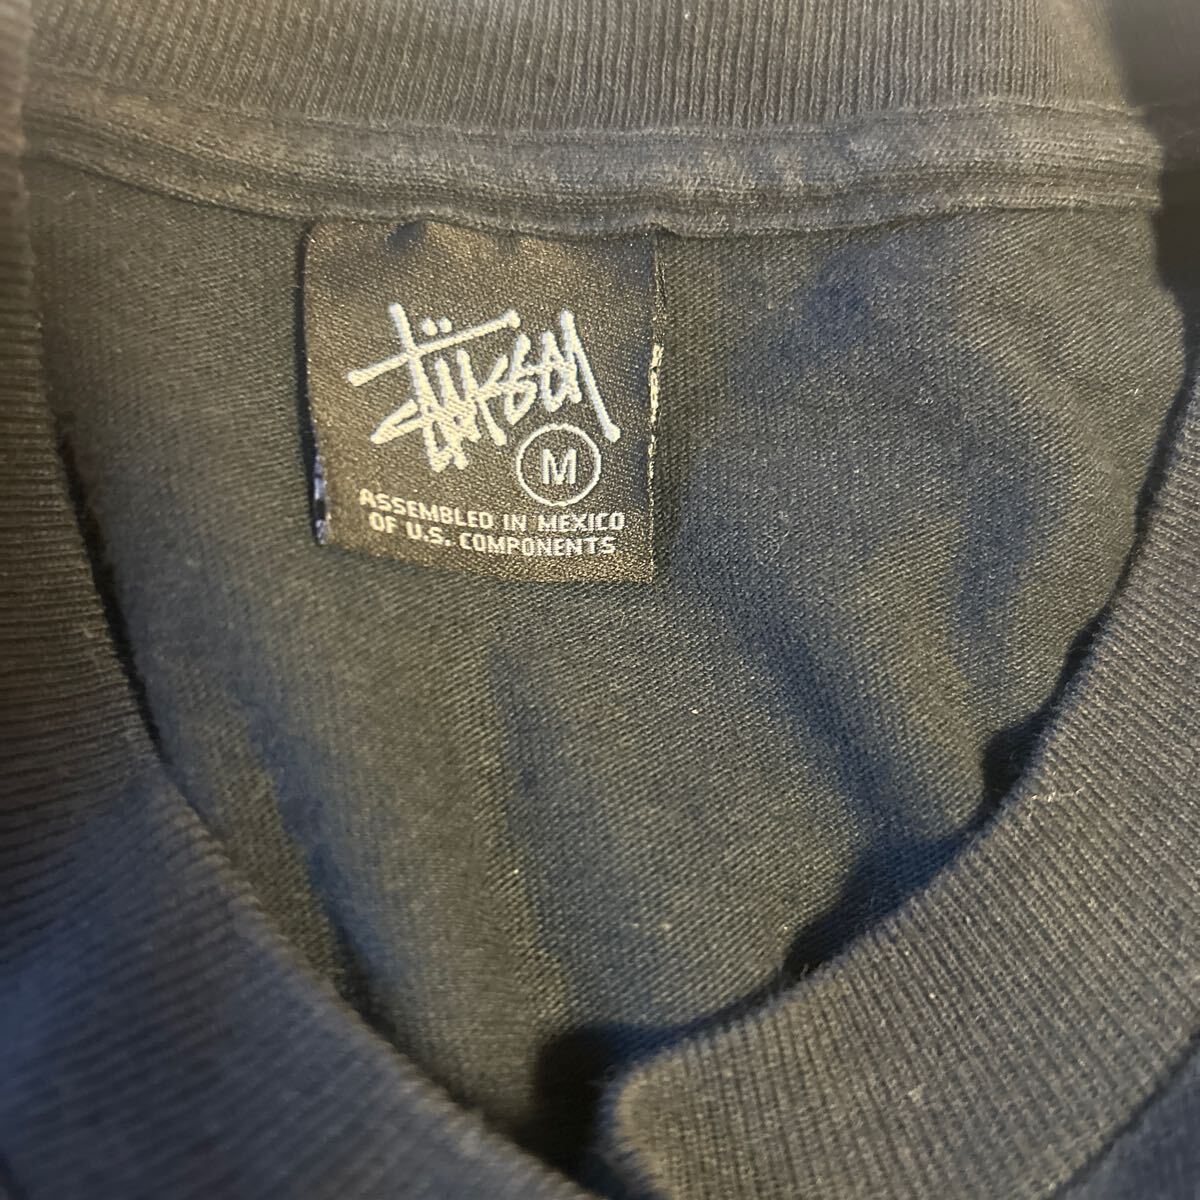 Stüssy
M
ASSEMBLED IN MEXICO
OF U.S. COMPONENTS